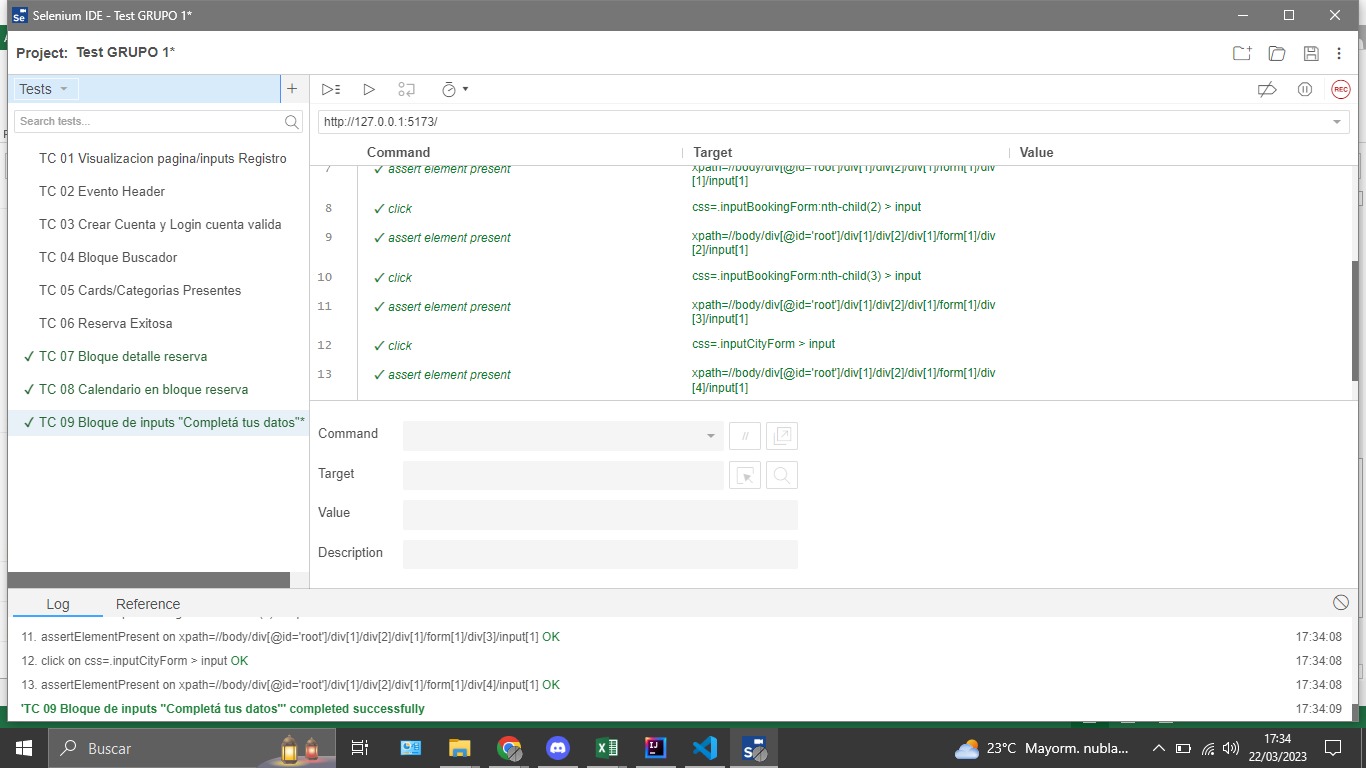 Selenium IDE - Test GRUPO 1*
Project: Test GRUPO 1*
Tests
REC
Search tests...
http://127.0.0.1:5173/
Command Target Value
TC 01 Visualizacion pagina/inputs Registro
TC 02 Evento Header
TC 03 Crear Cuenta y Login cuenta valida
TC 04 Bloque Buscador
TC 05 Cards/Categorias Presentes
TC 06 Reserva Exitosa
✓ TC 07 Bloque detalle reserva
✓ TC 08 Calendario en bloque reserva
✓ TC 09 Bloque de inputs "Completá tus datos"*
7 ✓ assert element present xpath=//body/div[@id='root']/div[1]/div[2]/div[1]/form[1]/div
[1]/input[1]
8 ✓ click css=.inputBookingForm:nth-child(2) > input
9 ✓ assert element present xpath=//body/div[@id='root']/div[1]/div[2]/div[1]/form[1]/div
[2]/input[1]
10 ✓ click css=.inputBookingForm:nth-child(3) > input
11 ✓ assert element present xpath=//body/div[@id='root']/div[1]/div[2]/div[1]/form[1]/div
[3]/input[1]
12 ✓ click css=.inputCityForm > input
13 ✓ assert element present xpath=//body/div[@id='root']/div[1]/div[2]/div[1]/form[1]/div
[4]/input[1]
Command //
Target
Value
Description
Log Reference
11. assertElementPresent on xpath=//body/div[@id='root']/div[1]/div[2]/div[1]/form[1]/div[3]/input[1] OK 17:34:08
12. click on css=.inputCityForm > input OK 17:34:08
13. assertElementPresent on xpath=//body/div[@id='root']/div[1]/div[2]/div[1]/form[1]/div[4]/input[1] OK 17:34:08
'TC 09 Bloque de inputs "Completá tus datos"' completed successfully 17:34:09
Buscar
23°C Mayorm. nubla...
17:34
22/03/2023